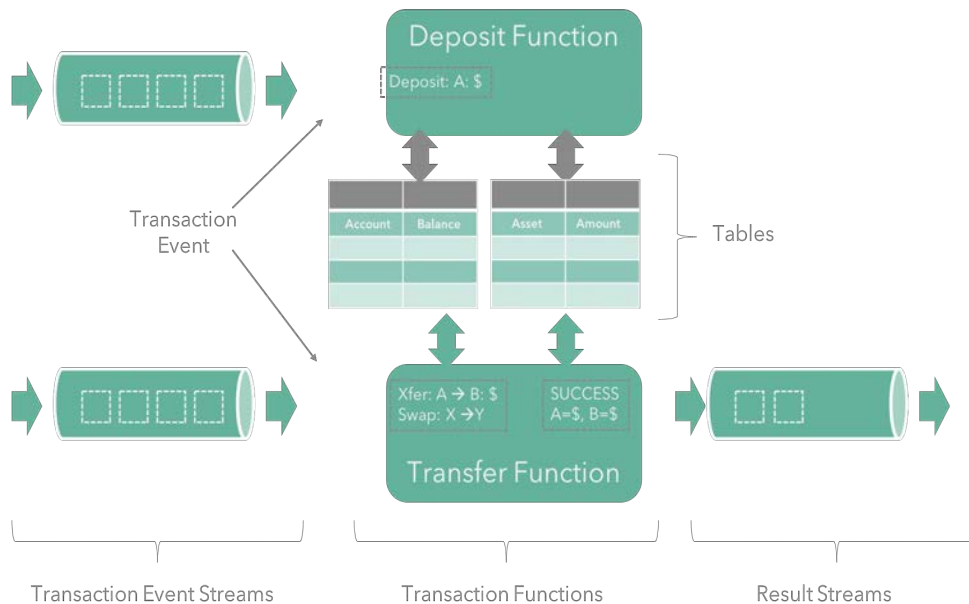 Deposit Function
Deposit: A: $
Transaction
Event
Account Balance
Asset Amount
Tables
Xfer: A → B: $
Swap: X →Y
SUCCESS
A=$, B=$
Transfer Function
Transaction Event Streams
Transaction Functions
Result Streams